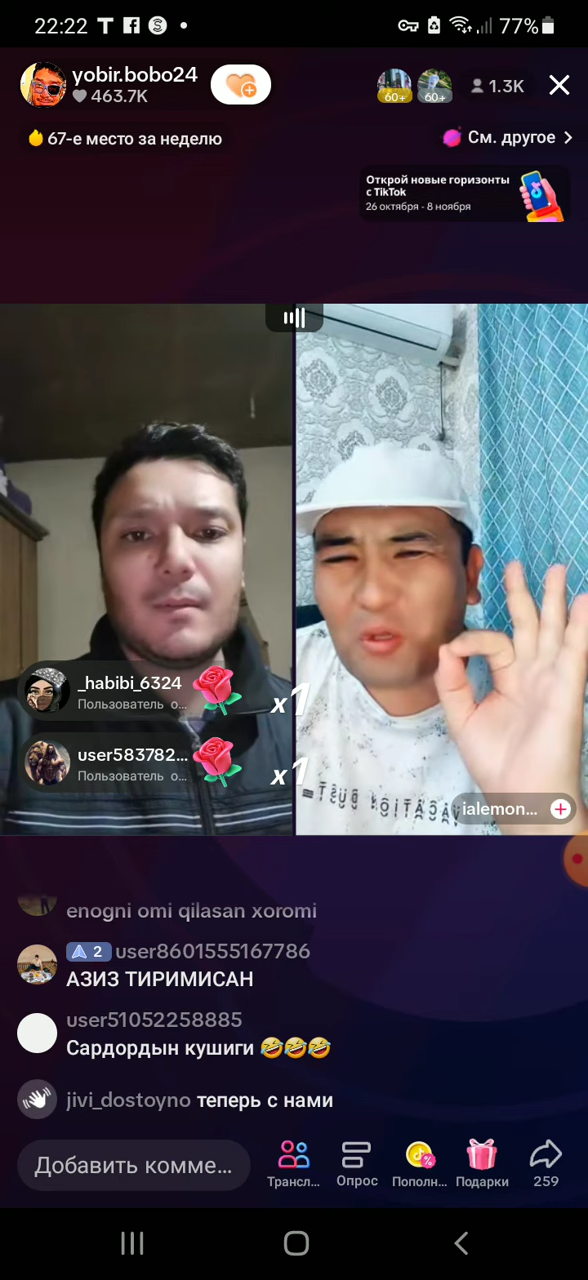 22:22
77%
yobir.bobo24
463.7K
60+
60+
1.3K
67-е место за неделю
См. другое
Открой новые горизонты
с TikTok
26 октября - 8 ноября
_habibi_6324
Пользователь о...
x1
user583782...
Пользователь о...
x1
ialemon...
enogni omi qilasan xoromi
2 user8601555167786
АЗИЗ ТИРИМИСАН
user51052258885
Сардордын кушиги 🤣🤣🤣
jivi_dostoyno теперь с нами
Добавить комме...
Трансл...
Опрос
Пополн...
Подарки
259